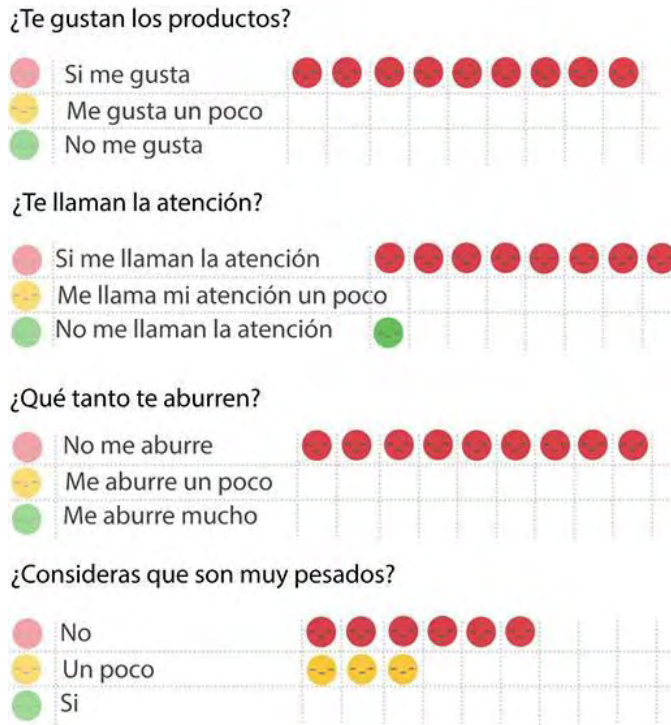 ¿Te gustan los productos?
Si me gusta
Me gusta un poco
No me gusta
¿Te llaman la atención?
Si me llaman la atención
Me llama mi atención un poco
No me llaman la atención
¿Qué tanto te aburren?
No me aburre
Me aburre un poco
Me aburre mucho
¿Consideras que son muy pesados?
No
Un poco
Si